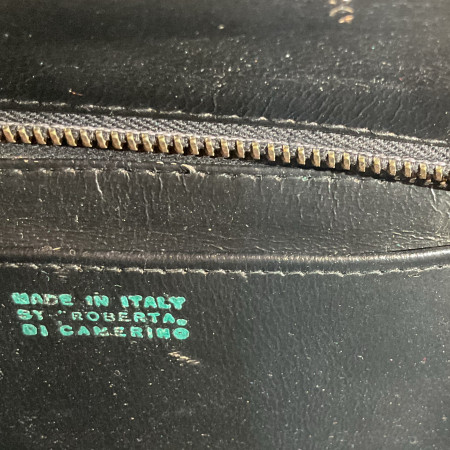 MADE IN ITALY
BY "ROBERTA"
DI CAMERINO